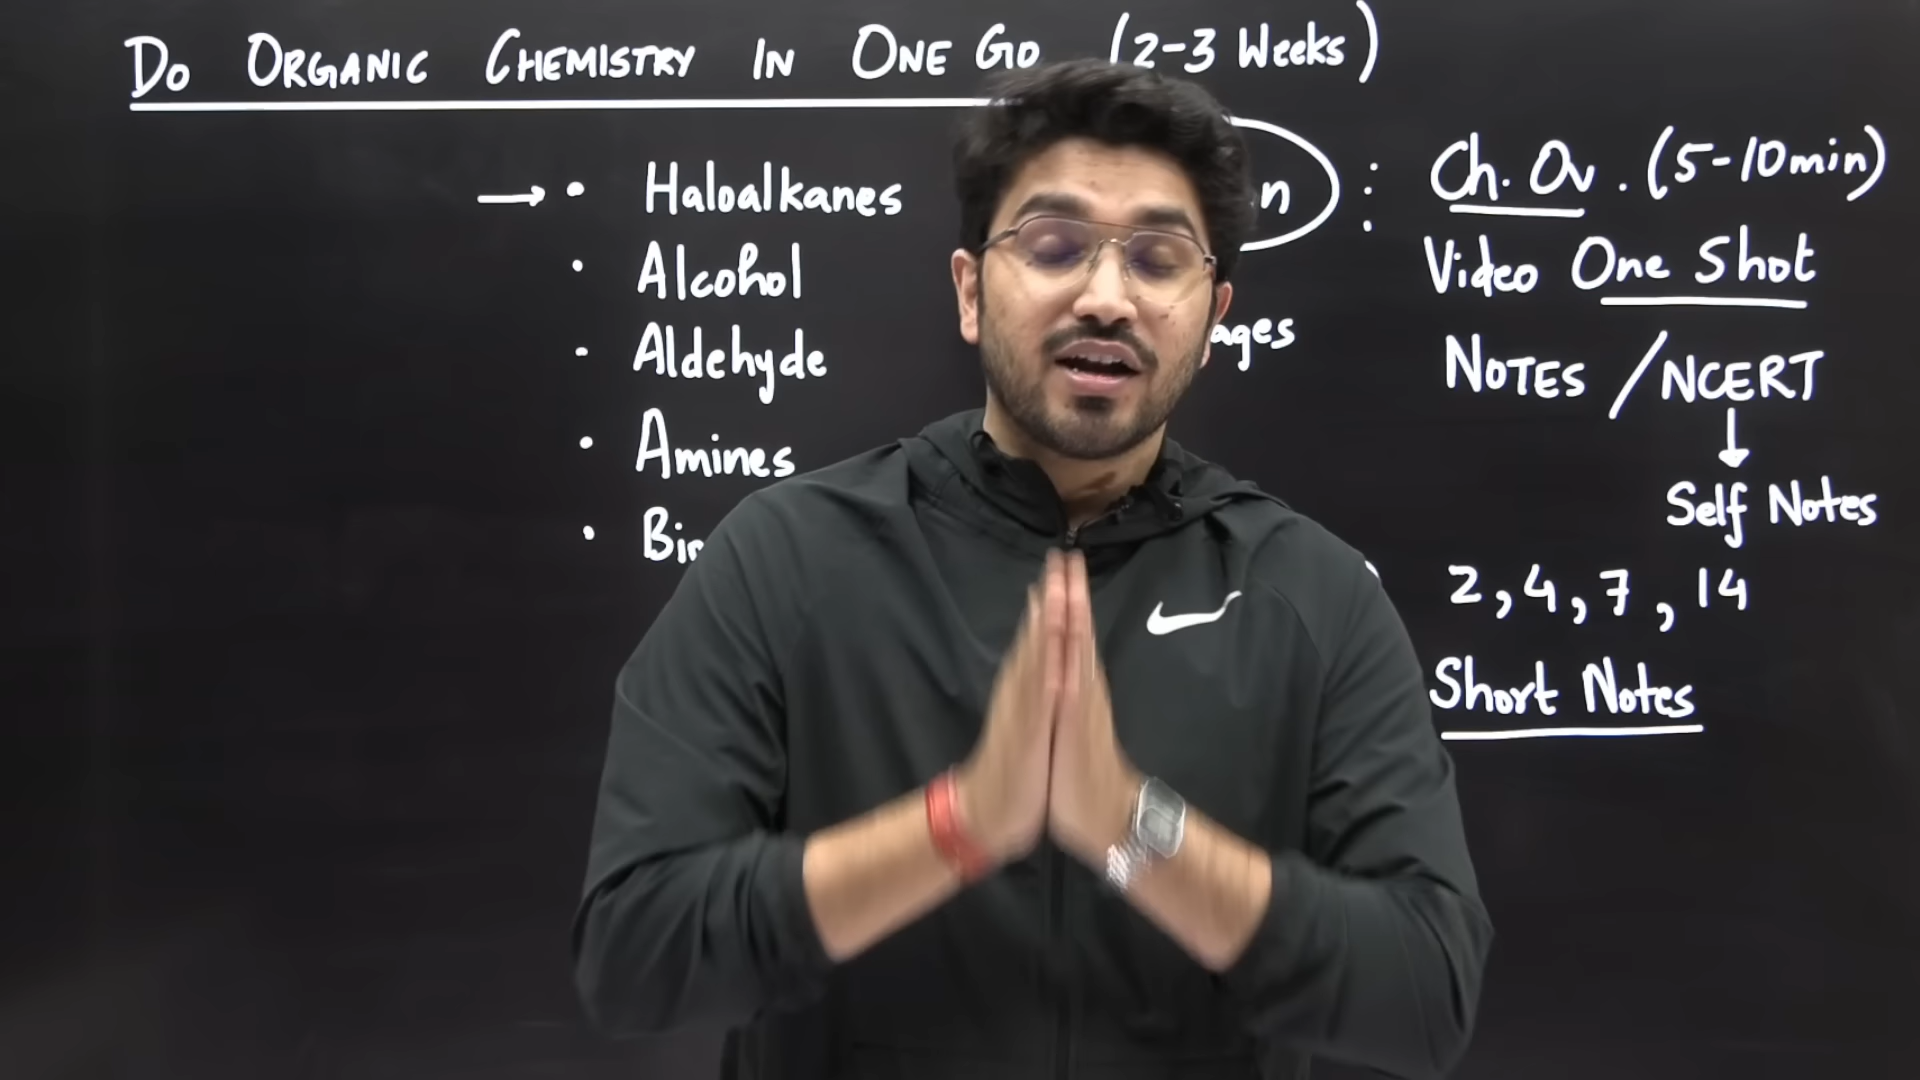 Do ORGANIC CHEMISTRY IN ONE GO (2-3 Weeks)
→ • Haloalkanes
• Alcohol
• Aldehyde
• Amines
Ch. Ov. (5-10min)
Video One Shot
NOTES / NCERT
↓
Self Notes
2, 4, 7, 14
Short Notes